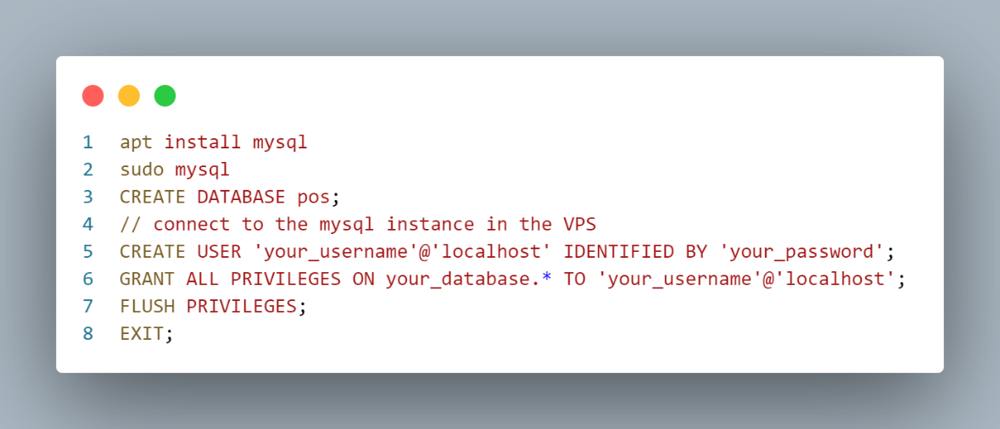 1 apt install mysql
2 sudo mysql
3 CREATE DATABASE pos;
4 // connect to the mysql instance in the VPS
5 CREATE USER 'your_username'@'localhost' IDENTIFIED BY 'your_password';
6 GRANT ALL PRIVILEGES ON your_database.* TO 'your_username'@'localhost';
7 FLUSH PRIVILEGES;
8 EXIT;